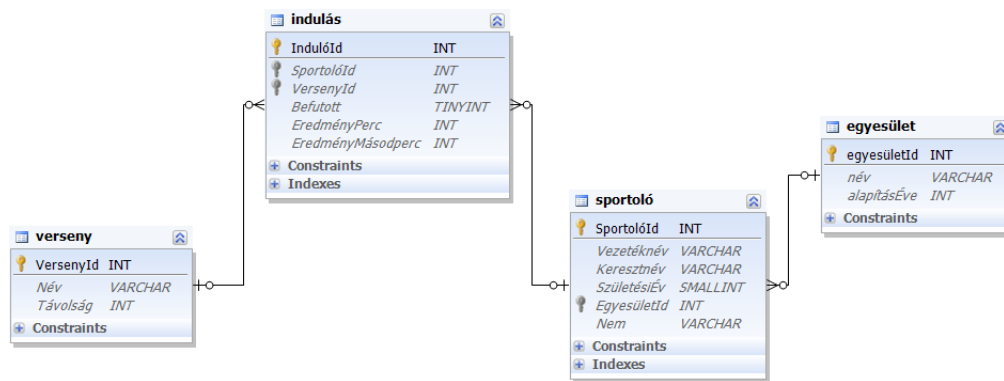 indulás
IndulóId INT
SportolóId INT
VersenyId INT
Befutott TINYINT
EredményPerc INT
EredményMásodperc INT
Constraints
Indexes
egyesület
egyesületId INT
név VARCHAR
alapításÉve INT
Constraints
sportoló
SportolóId INT
Vezetéknév VARCHAR
Keresztnév VARCHAR
SzületésiÉv SMALLINT
EgyesületId INT
Nem VARCHAR
Constraints
Indexes
verseny
VersenyId INT
Név VARCHAR
Távolság INT
Constraints